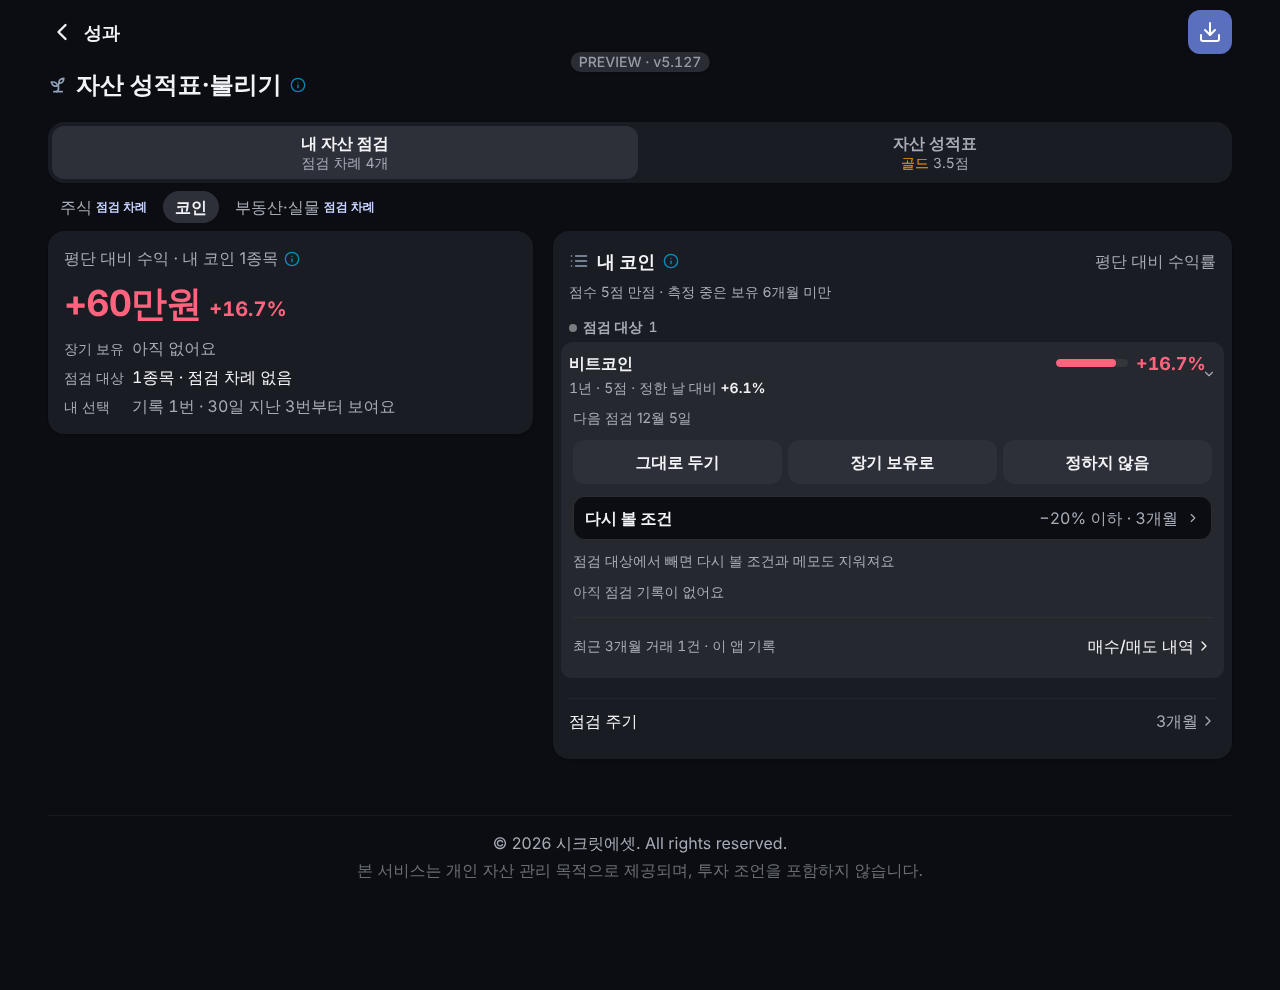 성과
PREVIEW · v5.127
자산 성적표·불리기
내 자산 점검
점검 차례 4개
자산 성적표
골드 3.5점
주식 점검 차례
코인
부동산·실물 점검 차례
평단 대비 수익 · 내 코인 1종목
+60만원 +16.7%
장기 보유 아직 없어요
점검 대상 1종목 · 점검 차례 없음
내 선택 기록 1번 · 30일 지난 3번부터 보여요
내 코인
평단 대비 수익률
점수 5점 만점 · 측정 중은 보유 6개월 미만
점검 대상 1
비트코인
+16.7%
1년 · 5점 · 정한 날 대비 +6.1%
다음 점검 12월 5일
그대로 두기
장기 보유로
정하지 않음
다시 볼 조건
−20% 이하 · 3개월
점검 대상에서 빼면 다시 볼 조건과 메모도 지워져요
아직 점검 기록이 없어요
최근 3개월 거래 1건 · 이 앱 기록
매수/매도 내역
점검 주기
3개월
© 2026 시크릿에셋. All rights reserved.
본 서비스는 개인 자산 관리 목적으로 제공되며, 투자 조언을 포함하지 않습니다.